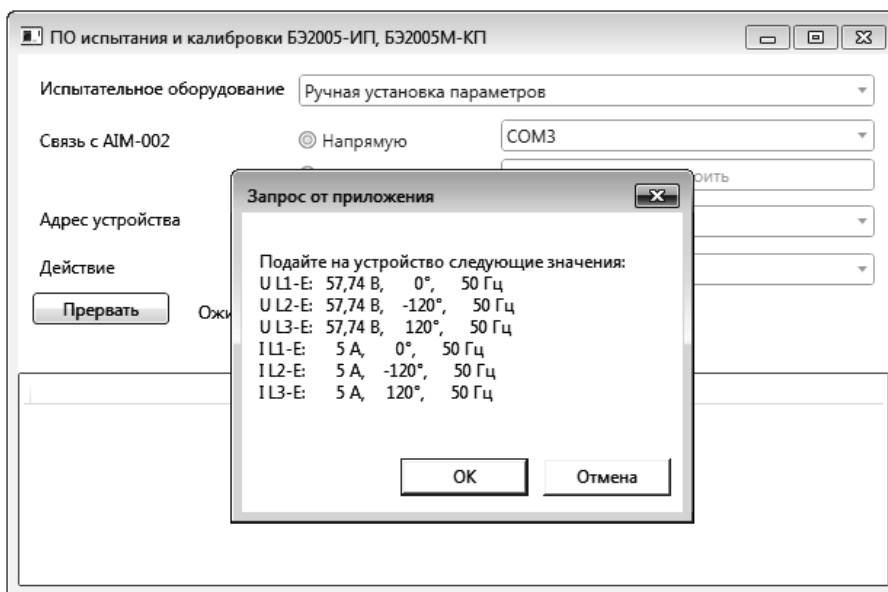 ПО испытания и калибровки БЭ2005-ИП, БЭ2005М-КП
Испытательное оборудование Ручная установка параметров
Связь с AIM-002 Напрямую COM3
Запрос от приложения
Адрес устройства
Подайте на устройство следующие значения:
Действие
U L1-E: 57,74 В, 0°, 50 Гц
U L2-E: 57,74 В, -120°, 50 Гц
Прервать
U L3-E: 57,74 В, 120°, 50 Гц
I L1-E: 5 А, 0°, 50 Гц
I L2-E: 5 А, -120°, 50 Гц
I L3-E: 5 А, 120°, 50 Гц
OK Отмена